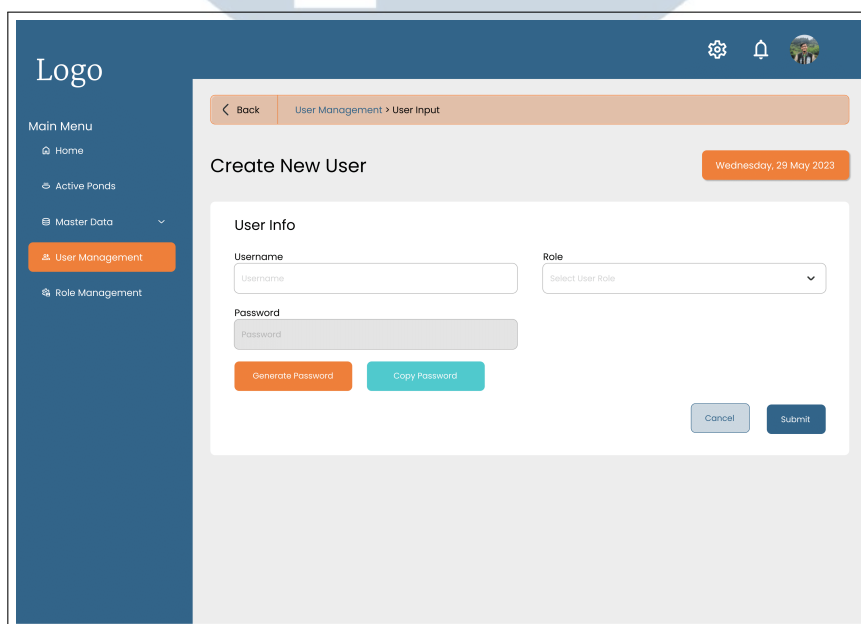 Logo
Main Menu
Home
Active Ponds
Master Data
User Management
Role Management
Back
User Management > User Input
Create New User
Wednesday, 29 May 2023
User Info
Username
Username
Role
Select User Role
Password
Password
Generate Password
Copy Password
Cancel
Submit